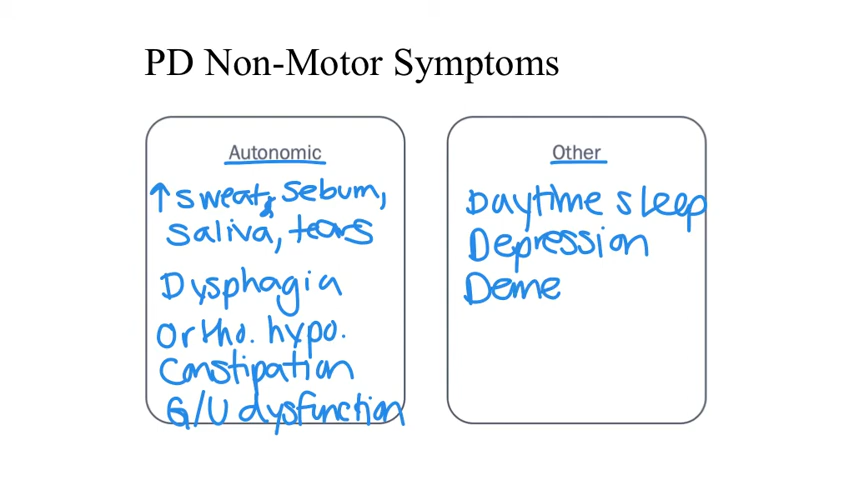 PD Non-Motor Symptoms
Autonomic
↑ sweat, sebum,
saliva, tears
Dysphagia
Ortho. hypo.
Constipation
G/U dysfunction
Other
Daytime sleep
Depression
Deme